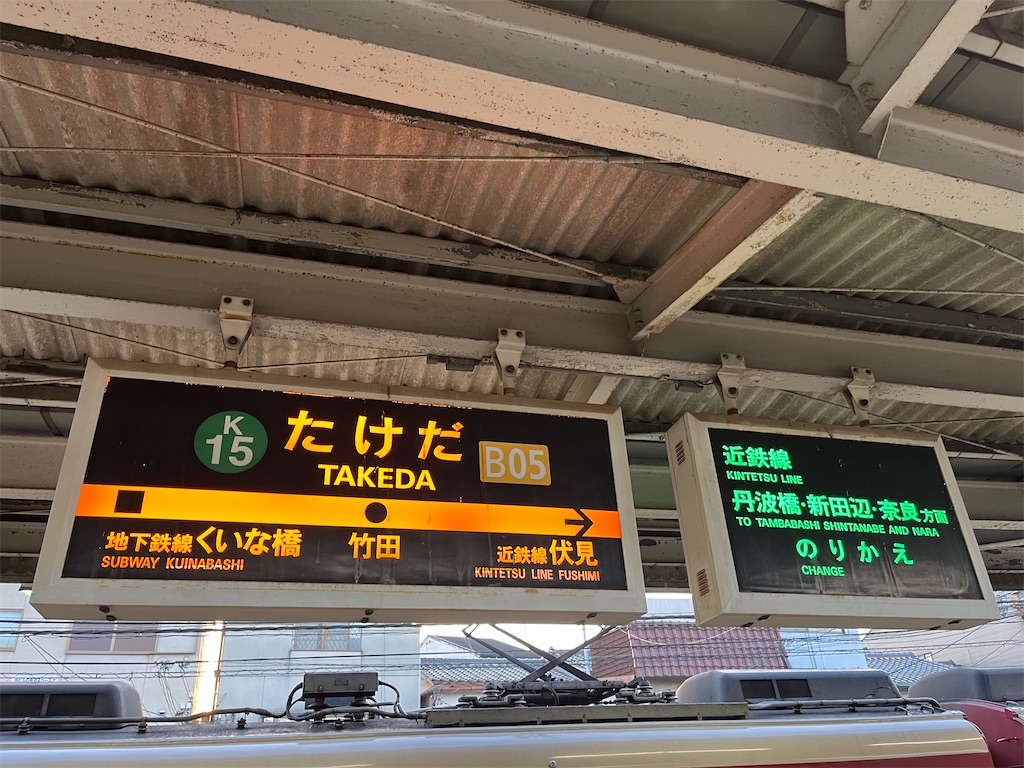 K
15
たけだ
TAKEDA
B05
地下鉄線くいな橋
SUBWAY KUINABASHI
竹田
近鉄線伏見
KINTETSU LINE FUSHIMI
近鉄線
KINTETSU LINE
丹波橋・新田辺・奈良方面
TO TAMBABASHI SHINTANABE AND NARA
のりかえ
CHANGE